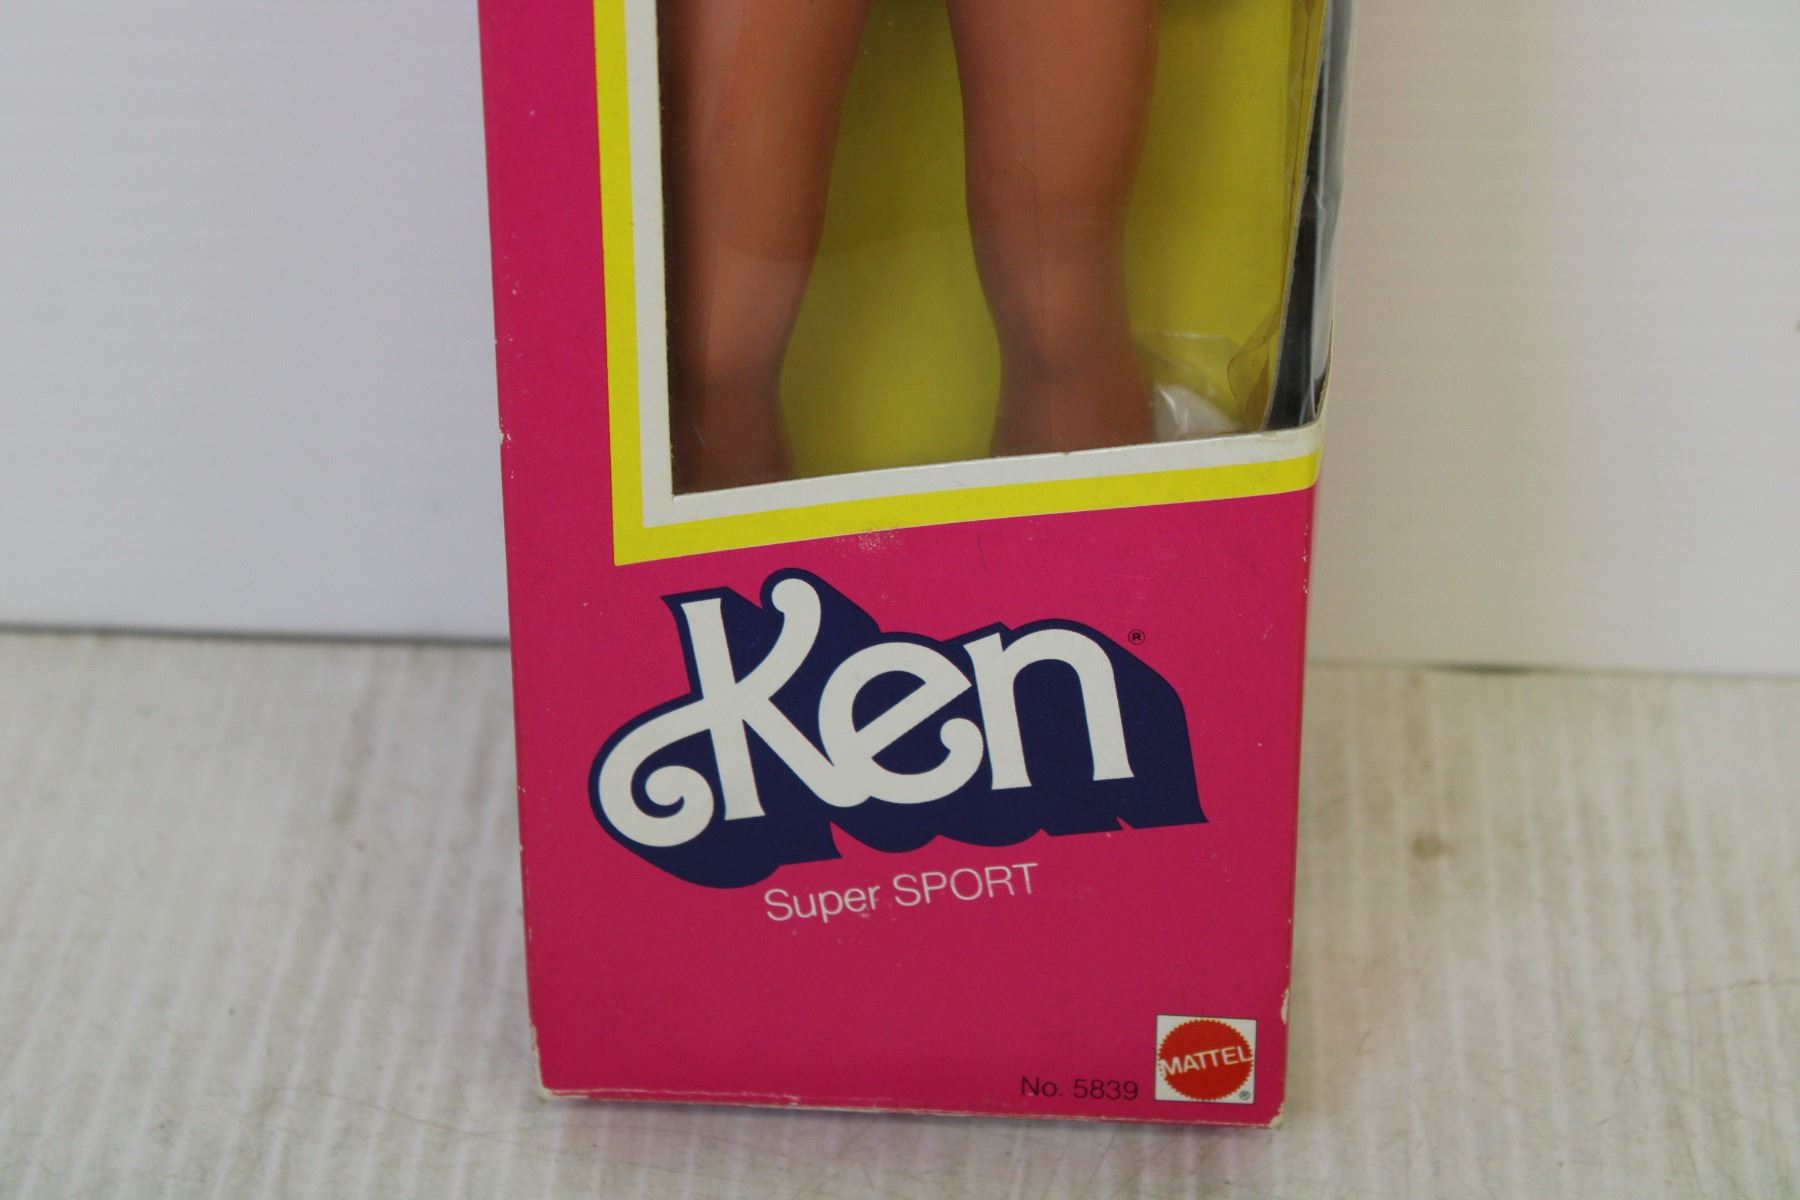 Ken ®
Super SPORT
No. 5839
MATTEL ®